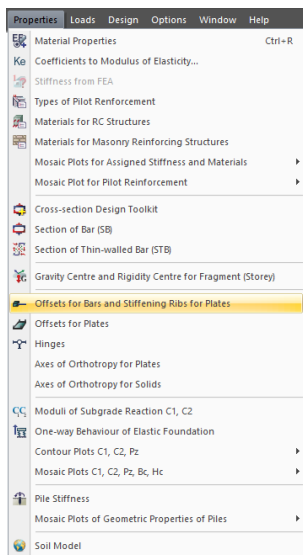 Properties Loads Design Options Window Help
Material Properties Ctrl+R
Ke Coefficients to Modulus of Elasticity...
Stiffness from FEA
Types of Pilot Renforcement
Materials for RC Structures
Materials for Masonry Reinforcing Structures
Mosaic Plots for Assigned Stiffness and Materials
Mosaic Plot for Pilot Reinforcement
Cross-section Design Toolkit
Section of Bar (SB)
Section of Thin-walled Bar (STB)
Gravity Centre and Rigidity Centre for Fragment (Storey)
Offsets for Bars and Stiffening Ribs for Plates
Offsets for Plates
Hinges
Axes of Orthotropy for Plates
Axes of Orthotropy for Solids
Moduli of Subgrade Reaction C1, C2
One-way Behaviour of Elastic Foundation
Contour Plots C1, C2, Pz
Mosaic Plots C1, C2, Pz, Bc, Hc
Pile Stiffness
Mosaic Plots of Geometric Properties of Piles
Soil Model